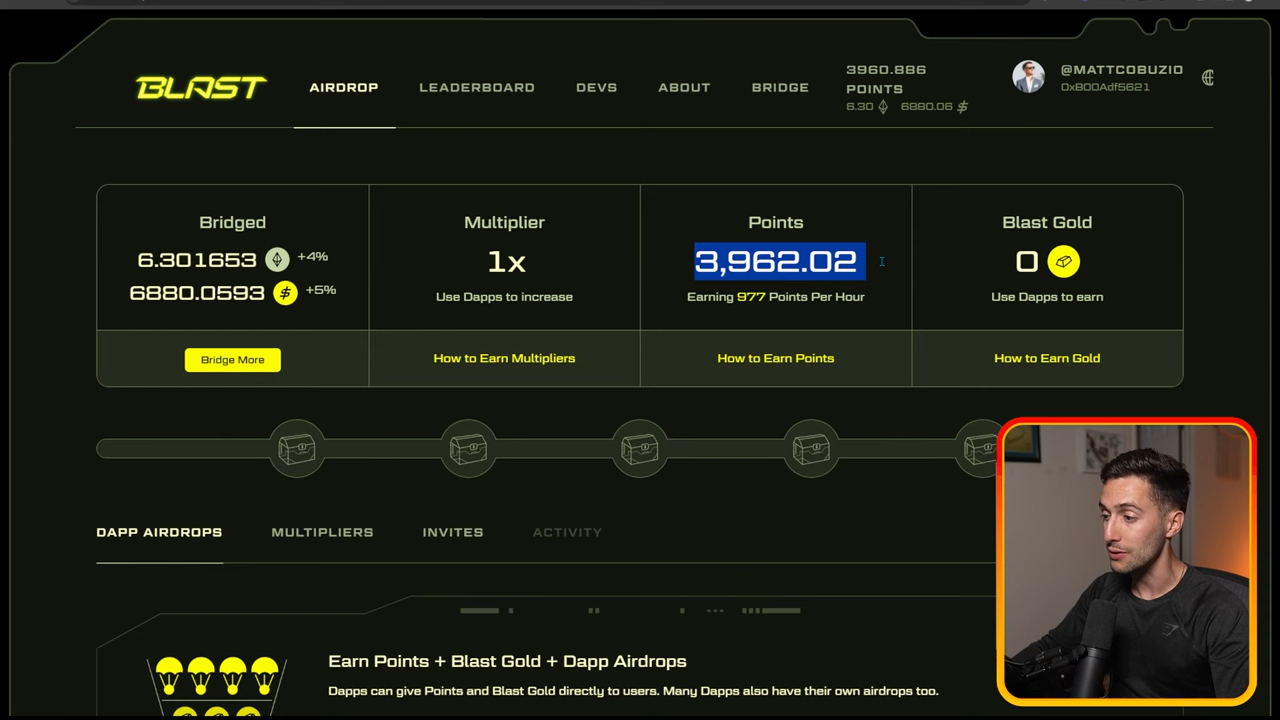 BLAST
AIRDROP
LEADERBOARD
DEVS
ABOUT
BRIDGE
3960.886
POINTS
6.30 6880.06
@MATTCOBUZIO
0xB00Adf5621
Bridged
6.301653 +4%
6880.0593 $ +5%
Bridge More
Multiplier
1x
Use Dapps to increase
How to Earn Multipliers
Points
3,962.02
Earning 977 Points Per Hour
How to Earn Points
Blast Gold
0
Use Dapps to earn
How to Earn Gold
DAPP AIRDROPS
MULTIPLIERS
INVITES
ACTIVITY
Earn Points + Blast Gold + Dapp Airdrops
Dapps can give Points and Blast Gold directly to users. Many Dapps also have their own airdrops too.